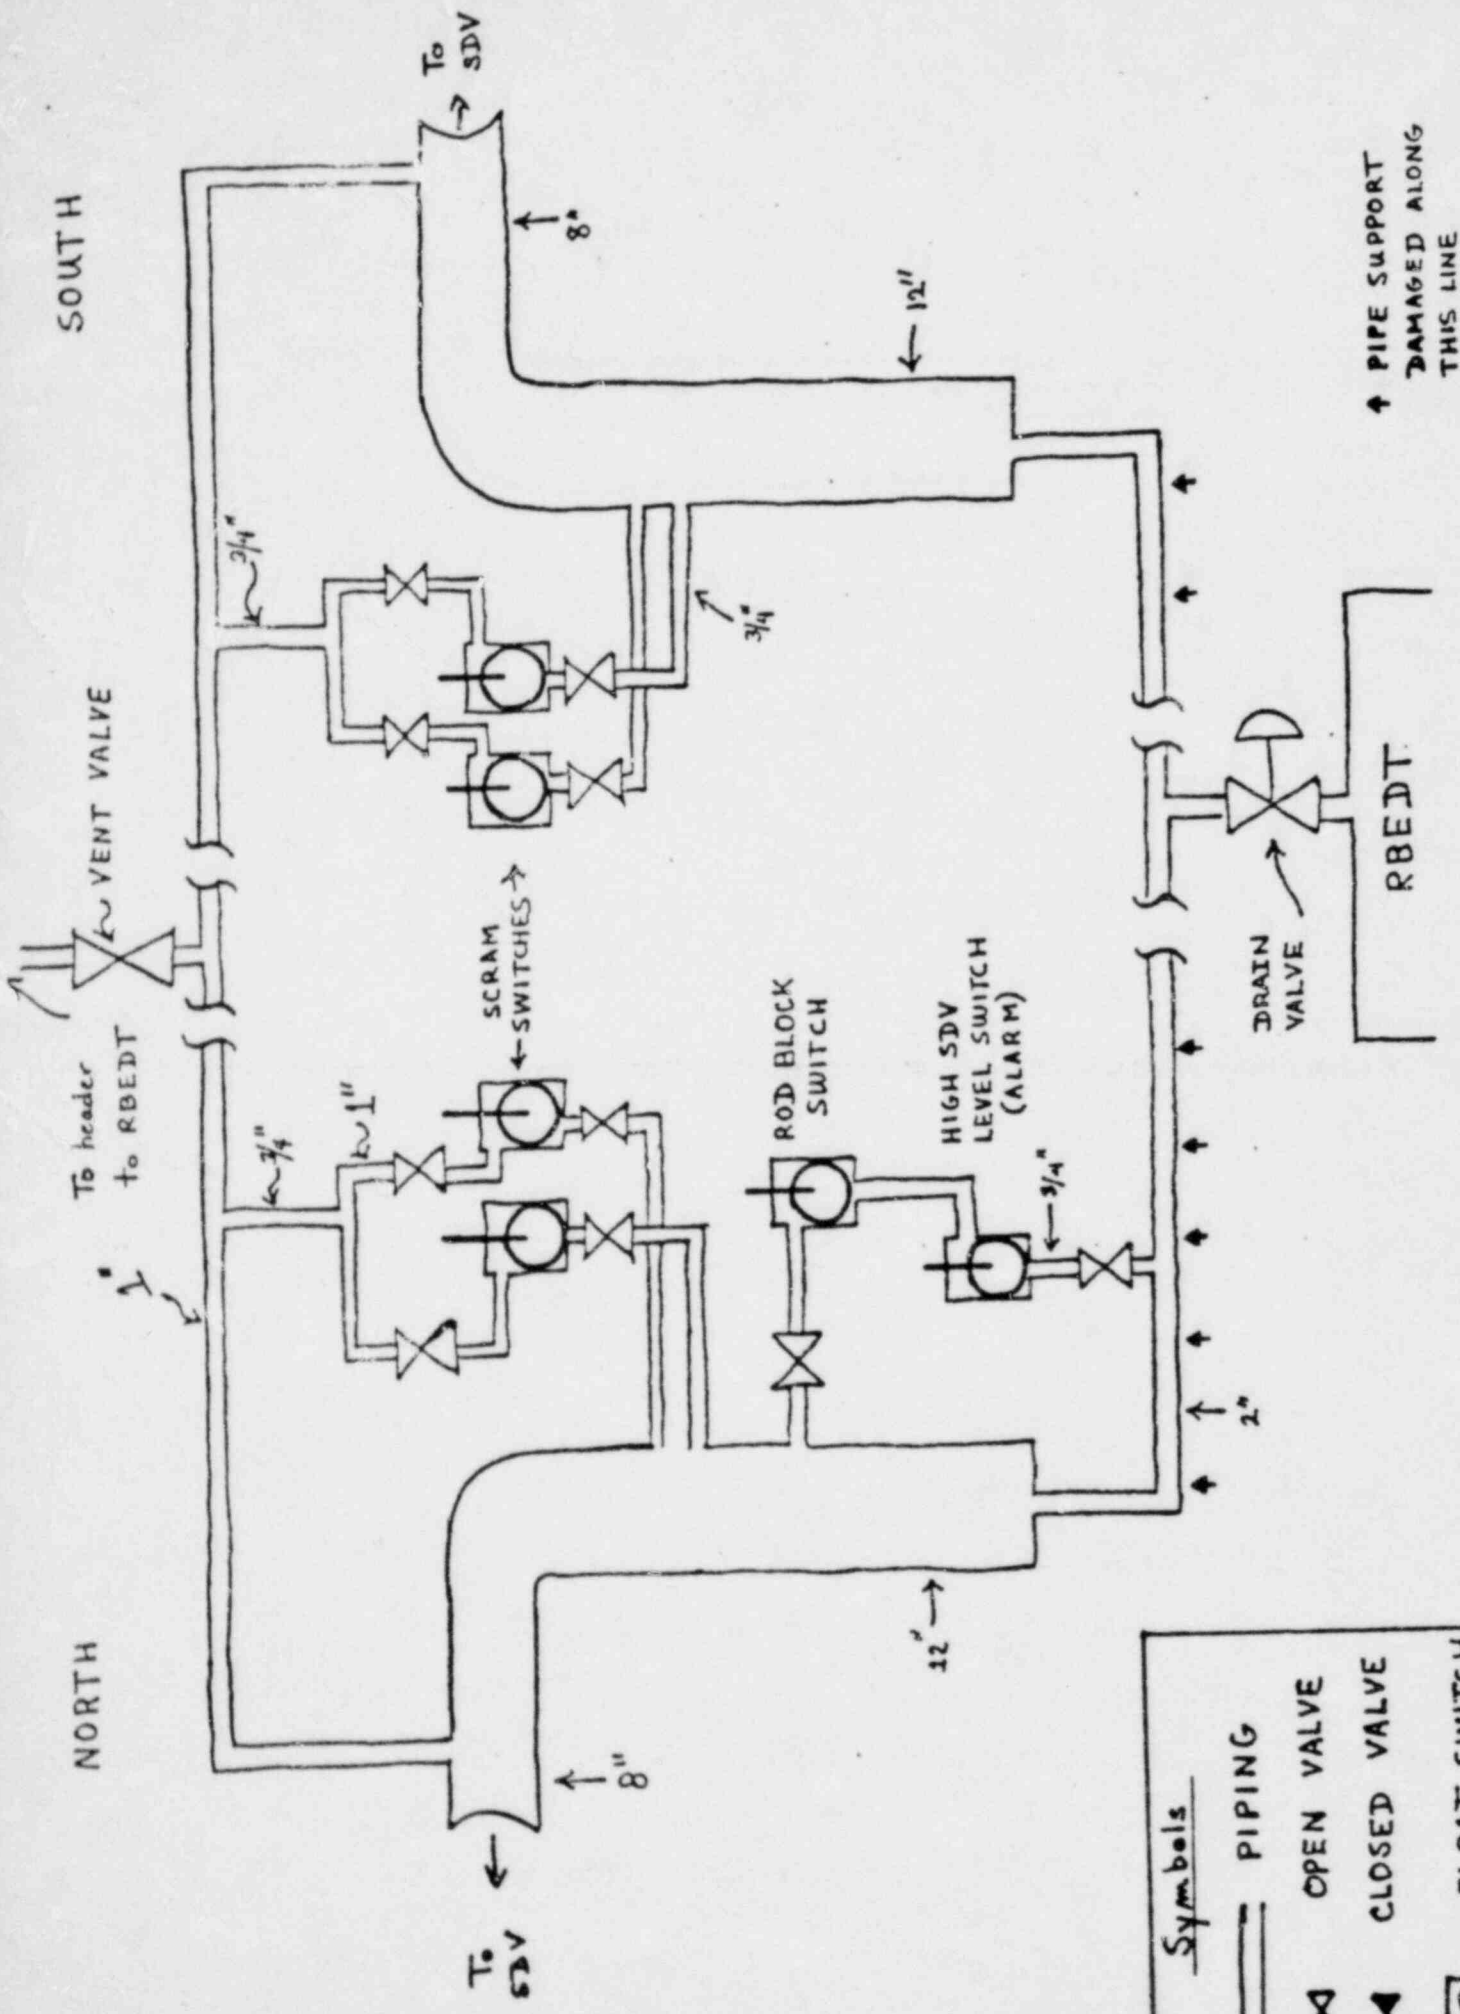 NORTH
SOUTH
To header
to RBEDT
VENT VALVE
1"
3/4"
1"
3/4"
SCRAM
SWITCHES
To
SDV
To
SDV
8"
8"
3/4"
ROD BLOCK
SWITCH
HIGH SDV
LEVEL SWITCH
(ALARM)
3/4"
12"
12"
2"
DRAIN
VALVE
RBEDT
PIPE SUPPORT
DAMAGED ALONG
THIS LINE
Symbols
PIPING
OPEN VALVE
CLOSED VALVE